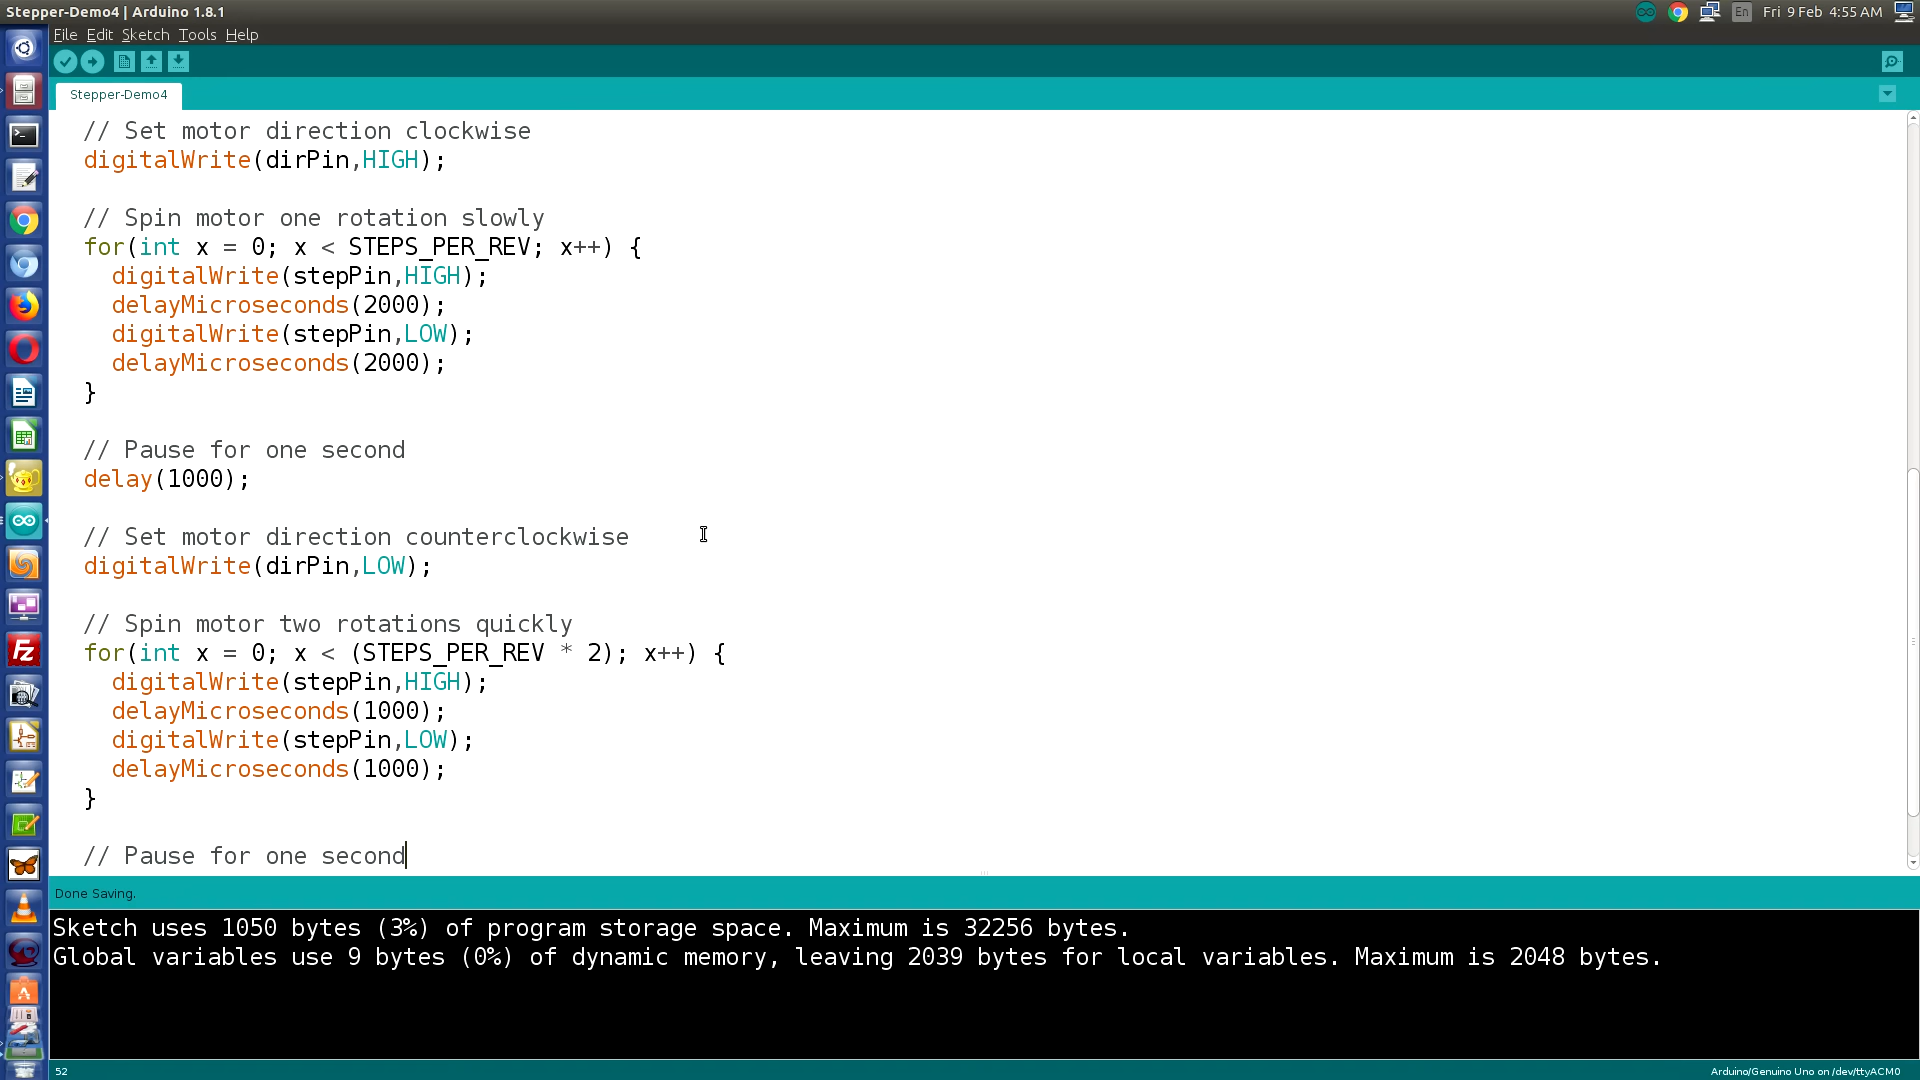 Stepper-Demo4 | Arduino 1.8.1
En
Fri 9 Feb 4:55 AM
File Edit Sketch Tools Help
Stepper-Demo4
// Set motor direction clockwise
digitalWrite(dirPin,HIGH);
// Spin motor one rotation slowly
for(int x = 0; x < STEPS_PER_REV; x++) {
digitalWrite(stepPin,HIGH);
delayMicroseconds(2000);
digitalWrite(stepPin,LOW);
delayMicroseconds(2000);
}
// Pause for one second
delay(1000);
// Set motor direction counterclockwise
digitalWrite(dirPin,LOW);
// Spin motor two rotations quickly
for(int x = 0; x < (STEPS_PER_REV * 2); x++) {
digitalWrite(stepPin,HIGH);
delayMicroseconds(1000);
digitalWrite(stepPin,LOW);
delayMicroseconds(1000);
}
// Pause for one second
Fz
Done Saving.
Sketch uses 1050 bytes (3%) of program storage space. Maximum is 32256 bytes.
Global variables use 9 bytes (0%) of dynamic memory, leaving 2039 bytes for local variables. Maximum is 2048 bytes.
52
Arduino/Genuino Uno on /dev/ttyACM0